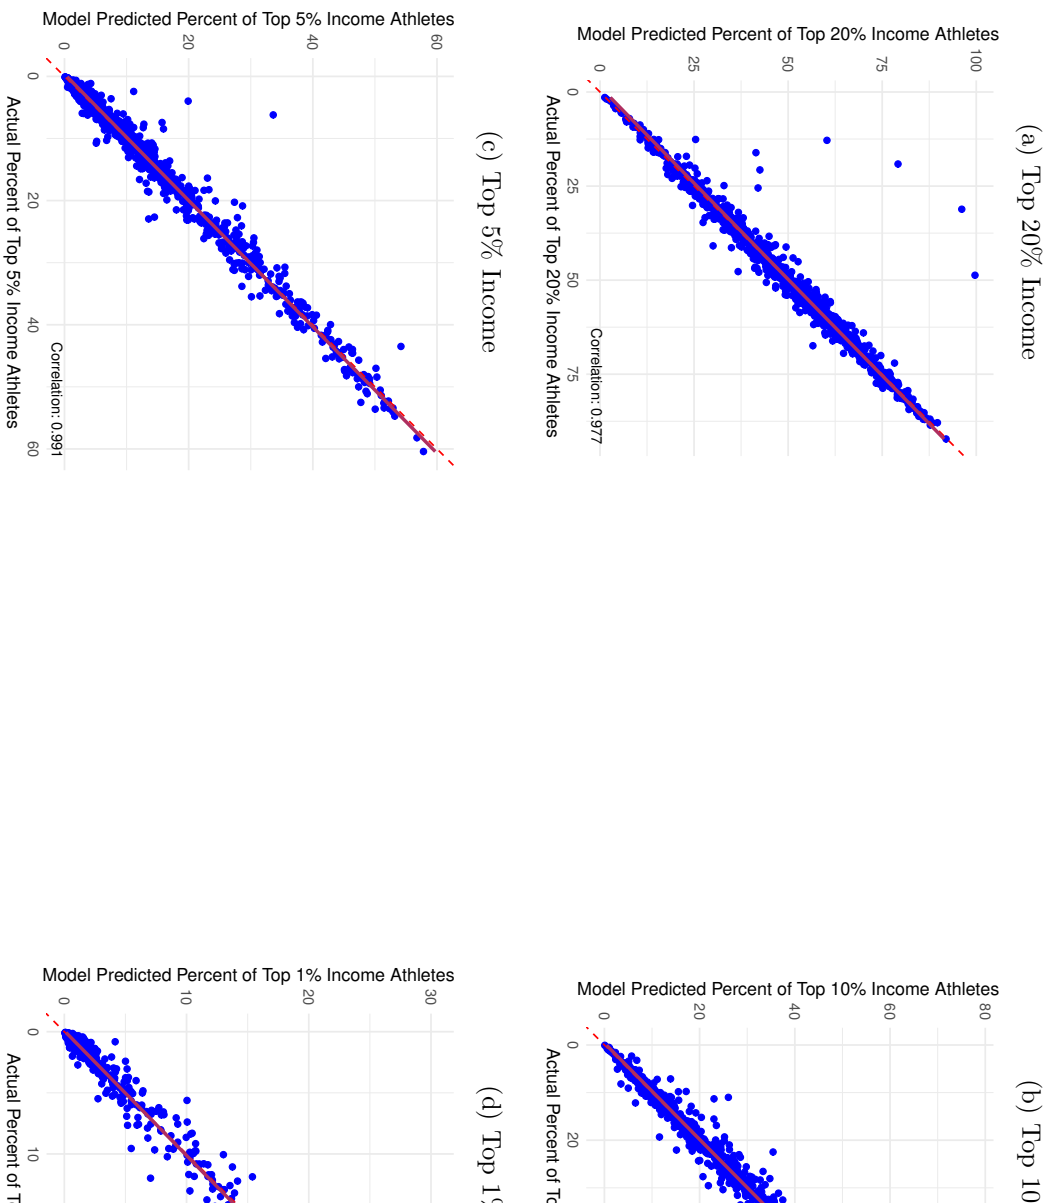 (a) Top 20% Income
Model Predicted Percent of Top 20% Income Athletes
100
75
50
25
0
0
25
50
75
Correlation: 0.977
Actual Percent of Top 20% Income Athletes
(b) Top 10
Model Predicted Percent of Top 10% Income Athletes
80
60
40
20
0
0
20
Actual Percent of To
(c) Top 5% Income
Model Predicted Percent of Top 5% Income Athletes
60
40
20
0
0
20
40
60
Correlation: 0.991
Actual Percent of Top 5% Income Athletes
(d) Top 1%
Model Predicted Percent of Top 1% Income Athletes
30
20
10
0
0
10
Actual Percent of T